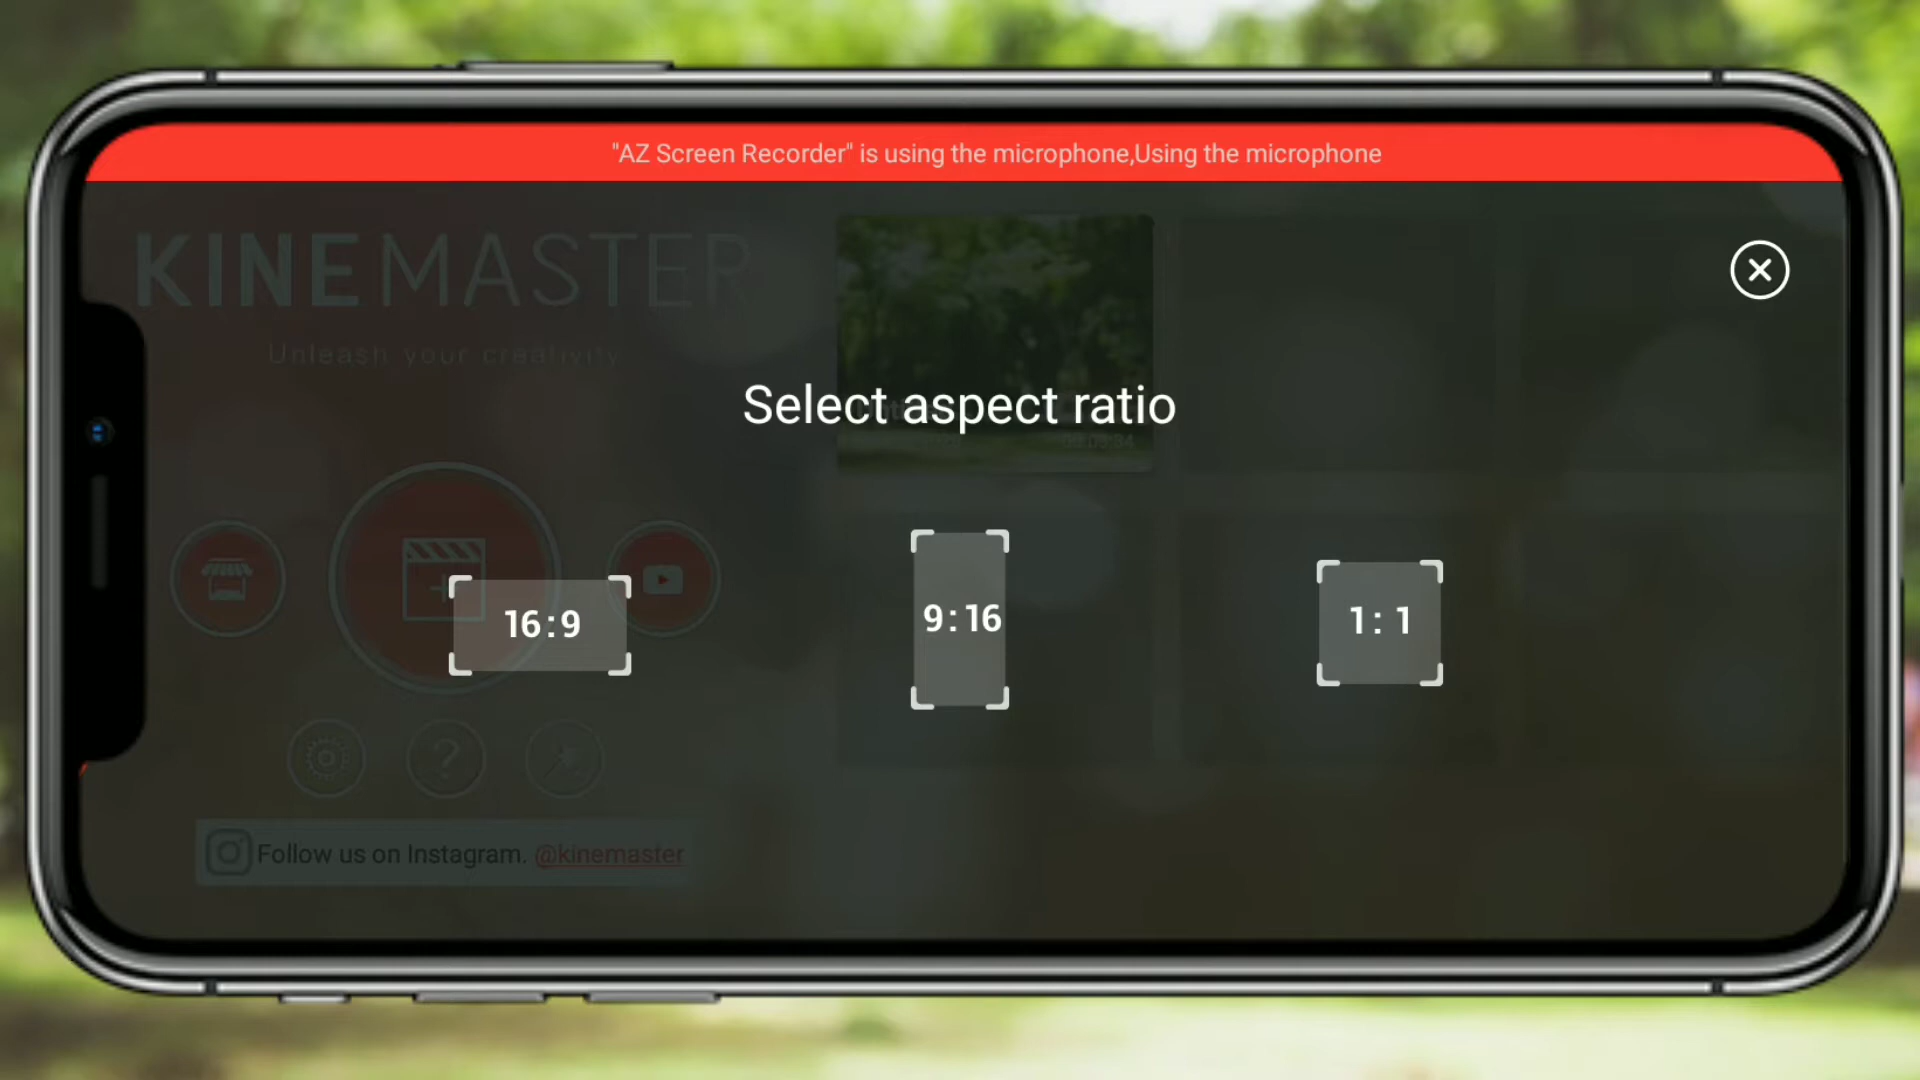 "AZ Screen Recorder" is using the microphone,Using the microphone
KINEMASTER
Unleash your creativity
Select aspect ratio
16:9
9:16
1:1
Follow us on Instagram. @kinemaster